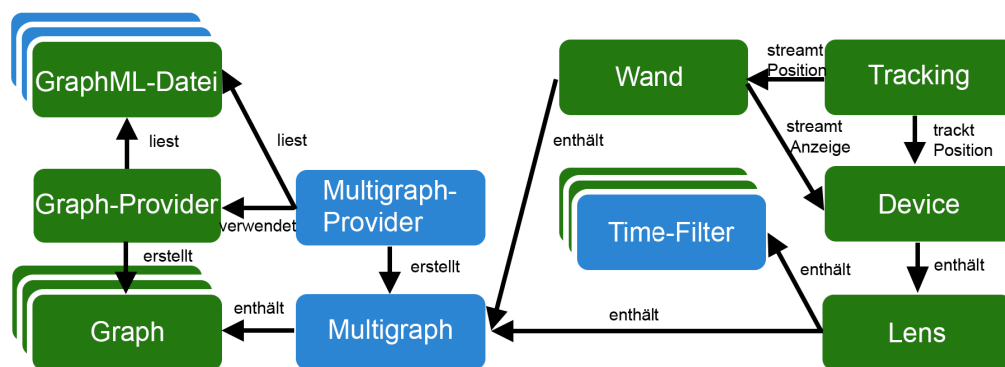 GraphML-Datei
liest
liest
Graph-Provider
verwendet
Multigraph-
Provider
erstellt
erstellt
Graph
enthält
Multigraph
enthält
Wand
streamt
Position
Tracking
streamt
Anzeige
trackt
Position
Time-Filter
Device
enthält
enthält
enthält
Lens